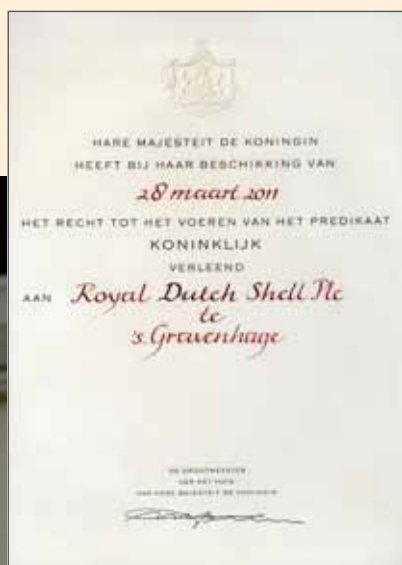 HARE MAJESTEIT DE KONINGIN
HEEFT BIJ HAAR BESCHIKKING VAN
28 maart 2011
HET RECHT TOT HET VOEREN VAN HET PREDIKAAT
KONINKLIJK
VERLEEND
AAN Royal Dutch Shell Plc
te
's-Gravenhage
DE GROOTMEESTER
VAN HET HUIS
VAN HARE MAJESTEIT DE KONINGIN